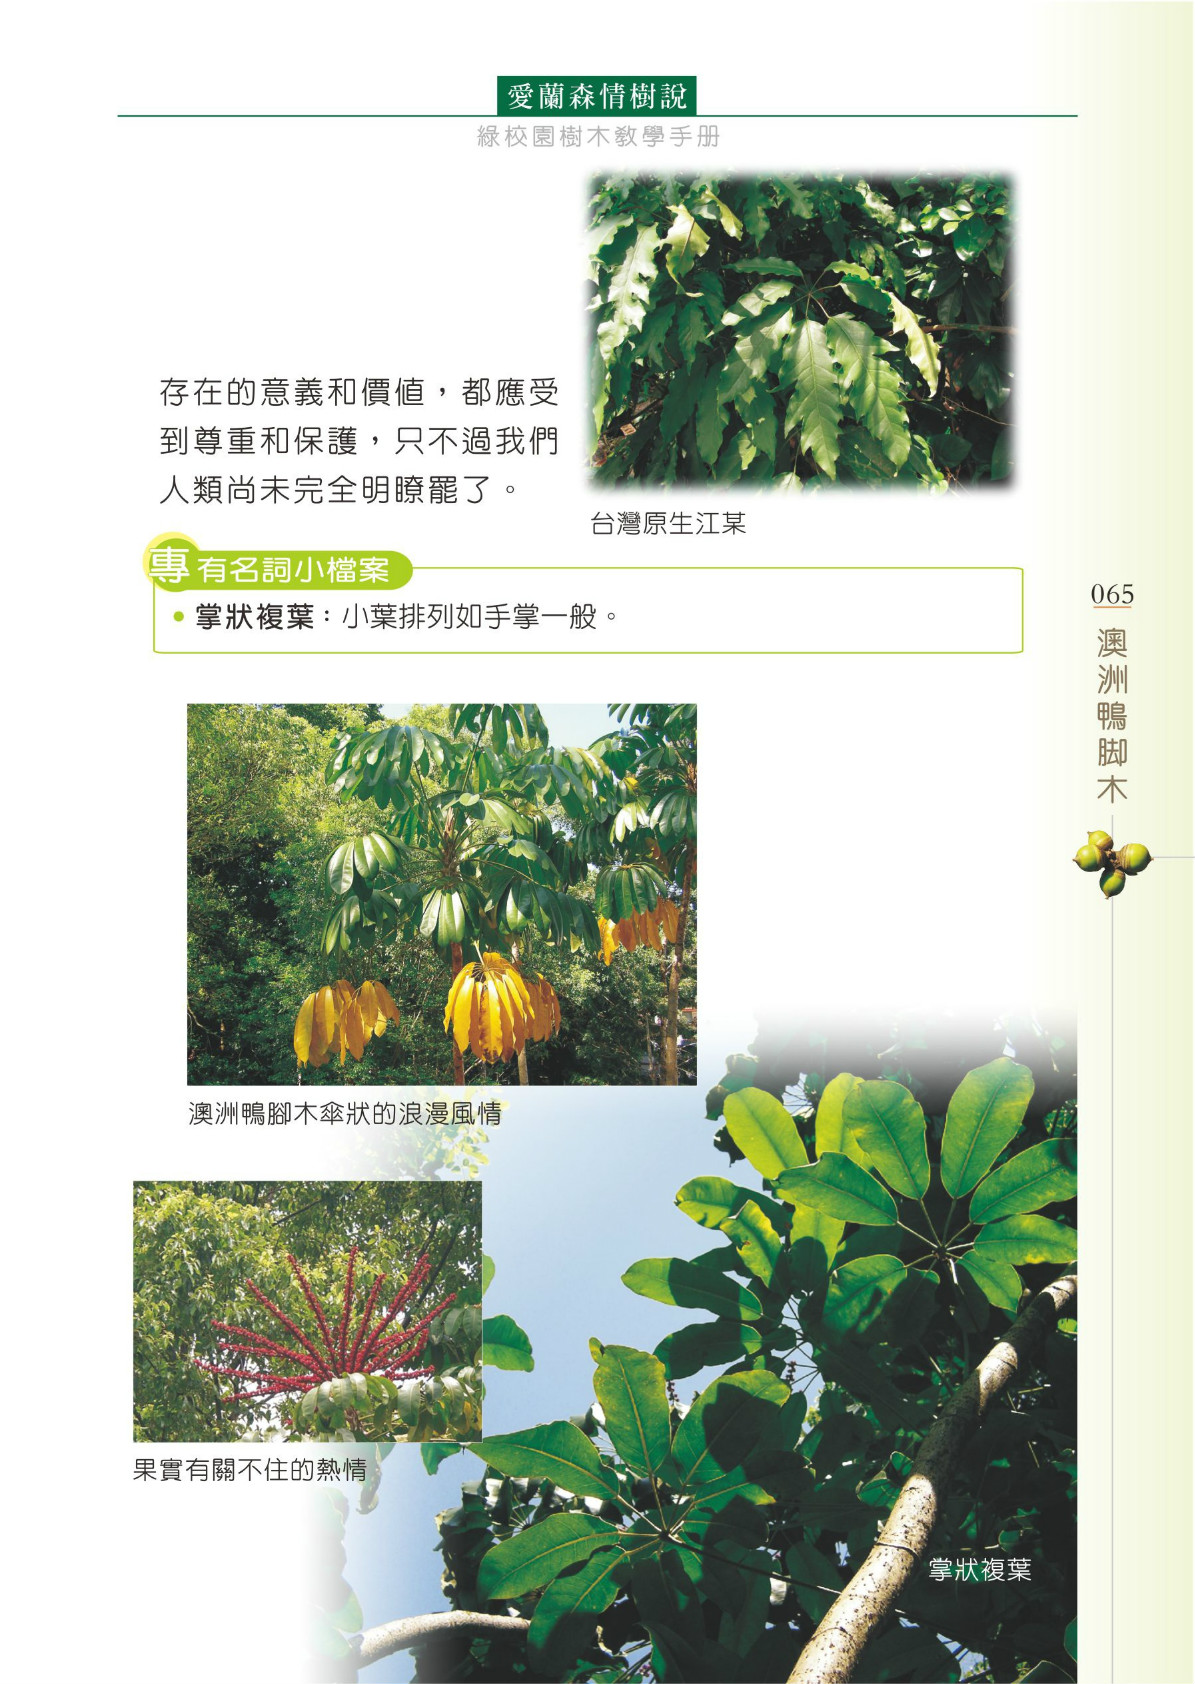 愛蘭森情樹說
綠校園樹木教學手册
存在的意義和價值，都應受
到尊重和保護，只不過我們
人類尚未完全明瞭罷了。
台灣原生江某
專有名詞小檔案
• 掌狀複葉：小葉排列如手掌一般。
065
澳洲鴨脚木
澳洲鴨腳木傘狀的浪漫風情
果實有關不住的熱情
掌狀複葉